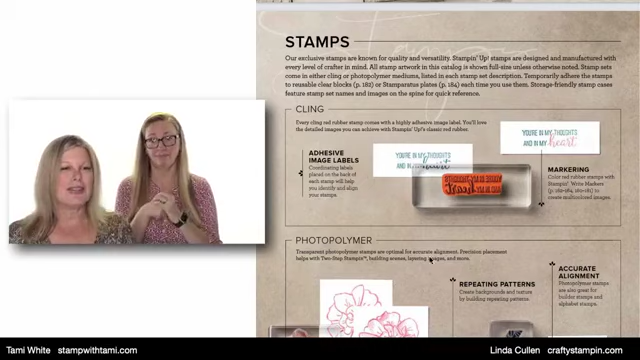 STAMPS
Our exclusive stamps are known for quality and versatility. Stampin' Up! stamps are designed and manufactured with
every level of crafter in mind. All stamp artwork in this catalog is shown full-size unless otherwise noted. Stamp sets
come in either cling or photopolymer mediums, listed in each stamp set description. Temporarily adhere the stamps
to reusable clear blocks (p. 182) or Stamparatus plates (p. 184) each time you use them. Storage-friendly stamp cases
feature stamp set names and images on the spine for quick reference.
CLING
Every cling red rubber stamp comes with a highly adhesive image label. You'll love
the detailed images you can achieve with Stampin' Up!'s classic red rubber.
YOU'RE IN MY THOUGHTS
AND IN MY heart
ADHESIVE
IMAGE LABELS
Coordinating labels
placed on the back of
each stamp will help
you identify and align
your stamps.
YOU'RE IN MY THOUGHTS
AND IN MY heart
MARKERING
Color red rubber stamps with
Stampin' Write Markers
to create
multicolored images.
PHOTOPOLYMER
Transparent photopolymer stamps are optimal for accurate alignment. Precision placement
helps with Two-Step Stampin', building scenes, layering images, and more.
REPEATING PATTERNS
Create backgrounds and texture
by building repeating patterns.
ACCURATE
ALIGNMENT
Photopolymer stamps
are also great for
builder stamps and
alphabet stamps.
Tami White stampwithtami.com
Linda Cullen craftystampin.com